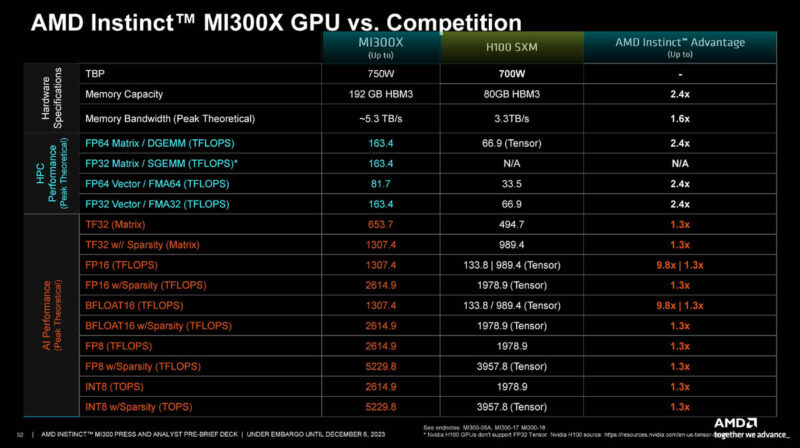 AMD Instinct™ MI300X GPU vs. Competition
MI300X (Up to) H100 SXM AMD Instinct™ Advantage (Up to)
Hardware Specifications
TBP 750W 700W -
Memory Capacity 192 GB HBM3 80GB HBM3 2.4x
Memory Bandwidth (Peak Theoretical) ~5.3 TB/s 3.3TB/s 1.6x
HPC Performance (Peak Theoretical)
FP64 Matrix / DGEMM (TFLOPS) 163.4 66.9 (Tensor) 2.4x
FP32 Matrix / SGEMM (TFLOPS)* 163.4 N/A N/A
FP64 Vector / FMA64 (TFLOPS) 81.7 33.5 2.4x
FP32 Vector / FMA32 (TFLOPS) 163.4 66.9 2.4x
AI Performance (Peak Theoretical)
TF32 (Matrix) 653.7 494.7 1.3x
TF32 w// Sparsity (Matrix) 1307.4 989.4 1.3x
FP16 (TFLOPS) 1307.4 133.8 | 989.4 (Tensor) 9.8x | 1.3x
FP16 w/Sparsity (TFLOPS) 2614.9 1978.9 (Tensor) 1.3x
BFLOAT16 (TFLOPS) 1307.4 133.8 / 989.4 (Tensor) 9.8x | 1.3x
BFLOAT16 w/Sparsity (TFLOPS) 2614.9 1978.9 (Tensor) 1.3x
FP8 (TFLOPS) 2614.9 1978.9 1.3x
FP8 w/Sparsity (TFLOPS) 5229.8 3957.8 (Tensor) 1.3x
INT8 (TOPS) 2614.9 1978.9 1.3x
INT8 w/Sparsity (TOPS) 5229.8 3957.8 (Tensor) 1.3x
52 | AMD INSTINCT™ MI300 PRESS AND ANALYST PRE-BRIEF DECK | UNDER EMBARGO UNTIL DECEMBER 6, 2023
See endnotes: MI300-05A, MI300-17 MI300-18
* Nvidia H100 GPUs don't support FP32 Tensor. Nvidia H100 source: https://resources.nvidia.com/en-us-tensor-
AMD
together we advance_